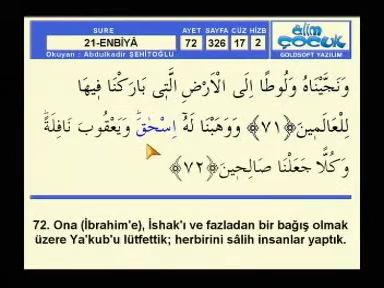 SURE
AYET SAYFA CÜZ HİZB
elim
21-ENBİYÂ
72 326 17 2
ÇOCUK
Okuyan : Abdulkadir ŞEHİTOĞLU
GOLDSOFT YAZILIM
وَنَجَّيْنَاهُ وَلُوطًا اِلَى الْاَرْضِ الَّتٖي بَارَكْنَا فٖيهَا
لِلْعَالَمٖينَ ﴿٧١﴾ وَوَهَبْنَا لَهُٓ اِسْحٰقَۜ وَيَعْقُوبَ نَافِلَةًۜ
وَكُلًّا جَعَلْنَا صَالِحٖينَ ﴿٧٢﴾
72. Ona (İbrahim'e), İshak'ı ve fazladan bir bağış olmak
üzere Ya'kub'u lütfettik; herbirini sâlih insanlar yaptık.